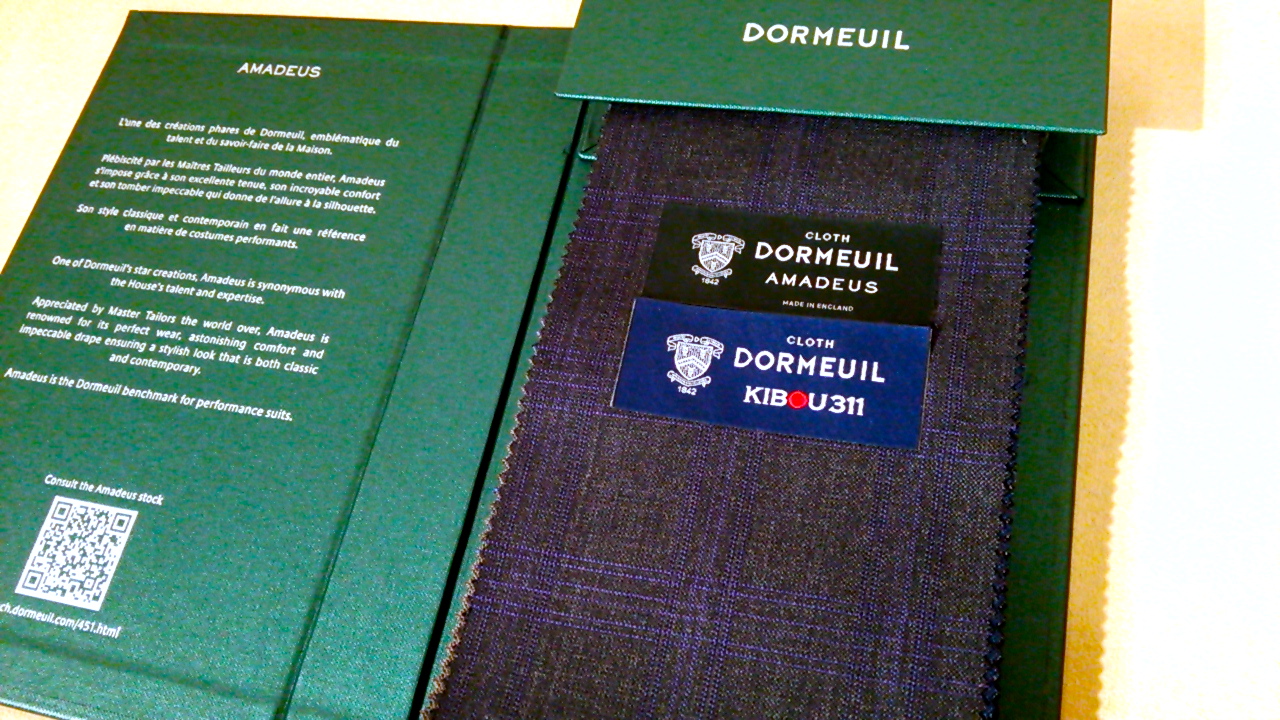 AMADEUS
L'une des créations phares de Dormeuil, emblématique du
talent et du savoir-faire de la Maison.
Plébiscité par les Maîtres Tailleurs du monde entier, Amadeus
s'impose grâce à son excellente tenue, son incroyable confort
et son tomber impeccable qui donne de l'allure à la silhouette.
Son style classique et contemporain en fait une référence
en matière de costumes performants.
One of Dormeuil's star creations, Amadeus is synonymous with
the House's talent and expertise.
Appreciated by Master Tailors the world over, Amadeus is
renowned for its perfect wear, astonishing comfort and
impeccable drape ensuring a stylish look that is both classic
and contemporary.
Amadeus is the Dormeuil benchmark for performance suits.
Consult the Amadeus stock
ch.dormeuil.com/451.html
DORMEUIL
CLOTH
DORMEUIL
AMADEUS
1842
MADE IN ENGLAND
CLOTH
DORMEUIL
KIBOU311
1842